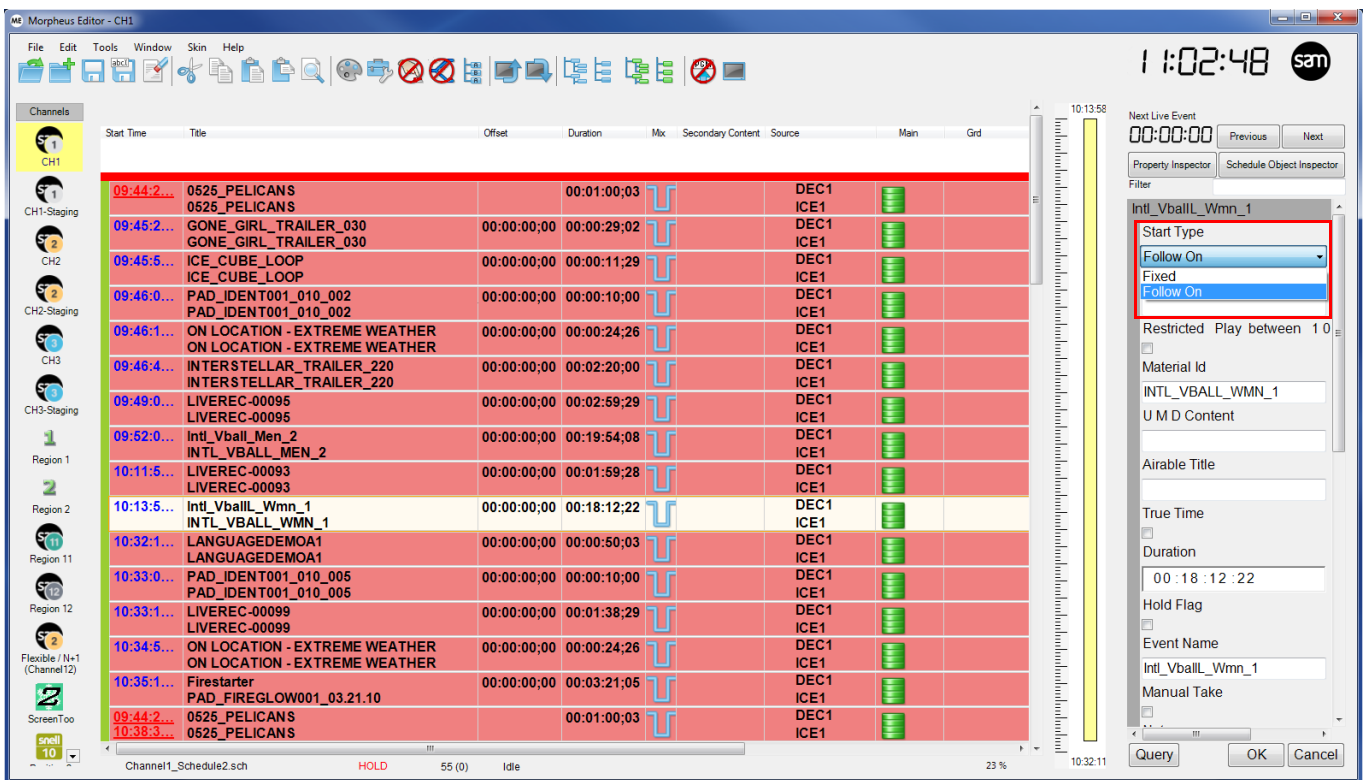 Morpheus Editor - CH1
File Edit Tools Window Skin Help
11:02:48
sam
Channels
CH1
CH1-Staging
CH2
CH2-Staging
CH3
CH3-Staging
Region 1
Region 2
Region 11
Region 12
Flexible / N+1
(Channel12)
ScreenToo
snell
10
Start Time Title Offset Duration Mix Secondary Content Source Main Grd
09:44:2... 0525_PELICANS 00:01:00;03 DEC1
0525_PELICANS ICE1
09:45:2... GONE_GIRL_TRAILER_030 00:00:00;00 00:00:29;02 DEC1
GONE_GIRL_TRAILER_030 ICE1
09:45:5... ICE_CUBE_LOOP 00:00:00;00 00:00:11;29 DEC1
ICE_CUBE_LOOP ICE1
09:46:0... PAD_IDENT001_010_002 00:00:00;00 00:00:10;00 DEC1
PAD_IDENT001_010_002 ICE1
09:46:1... ON LOCATION - EXTREME WEATHER 00:00:00;00 00:00:24;26 DEC1
ON LOCATION - EXTREME WEATHER ICE1
09:46:4... INTERSTELLAR_TRAILER_220 00:00:00;00 00:02:20;00 DEC1
INTERSTELLAR_TRAILER_220 ICE1
09:49:0... LIVEREC-00095 00:00:00;00 00:02:59;29 DEC1
LIVEREC-00095 ICE1
09:52:0... Intl_Vball_Men_2 00:00:00;00 00:19:54;08 DEC1
INTL_VBALL_MEN_2 ICE1
10:11:5... LIVEREC-00093 00:00:00;00 00:01:59;28 DEC1
LIVEREC-00093 ICE1
10:13:5... Intl_VballL_Wmn_1 00:00:00;00 00:18:12;22 DEC1
INTL_VBALL_WMN_1 ICE1
10:32:1... LANGUAGEDEMOA1 00:00:00;00 00:00:50;03 DEC1
LANGUAGEDEMOA1 ICE1
10:33:0... PAD_IDENT001_010_005 00:00:00;00 00:00:10;00 DEC1
PAD_IDENT001_010_005 ICE1
10:33:1... LIVEREC-00099 00:00:00;00 00:01:38;29 DEC1
LIVEREC-00099 ICE1
10:34:5... ON LOCATION - EXTREME WEATHER 00:00:00;00 00:00:24;26 DEC1
ON LOCATION - EXTREME WEATHER ICE1
10:35:1... Firestarter 00:00:00;00 00:03:21;05 DEC1
PAD_FIREGLOW001_03.21.10 ICE1
09:44:2... 0525_PELICANS 00:01:00;03 DEC1
10:38:3... 0525_PELICANS ICE1
Channel1_Schedule2.sch HOLD 55 (0) Idle 23 %
10:13:58
10:32:11
Next Live Event
00:00:00 Previous Next
Property Inspector Schedule Object Inspector
Filter
Intl_VballL_Wmn_1
Start Type
Follow On
Fixed
Follow On
Restricted Play between 1 0
Material Id
INTL_VBALL_WMN_1
U M D Content
Airable Title
True Time
Duration
00 : 18 : 12 : 22
Hold Flag
Event Name
Intl_VballL_Wmn_1
Manual Take
Query OK Cancel